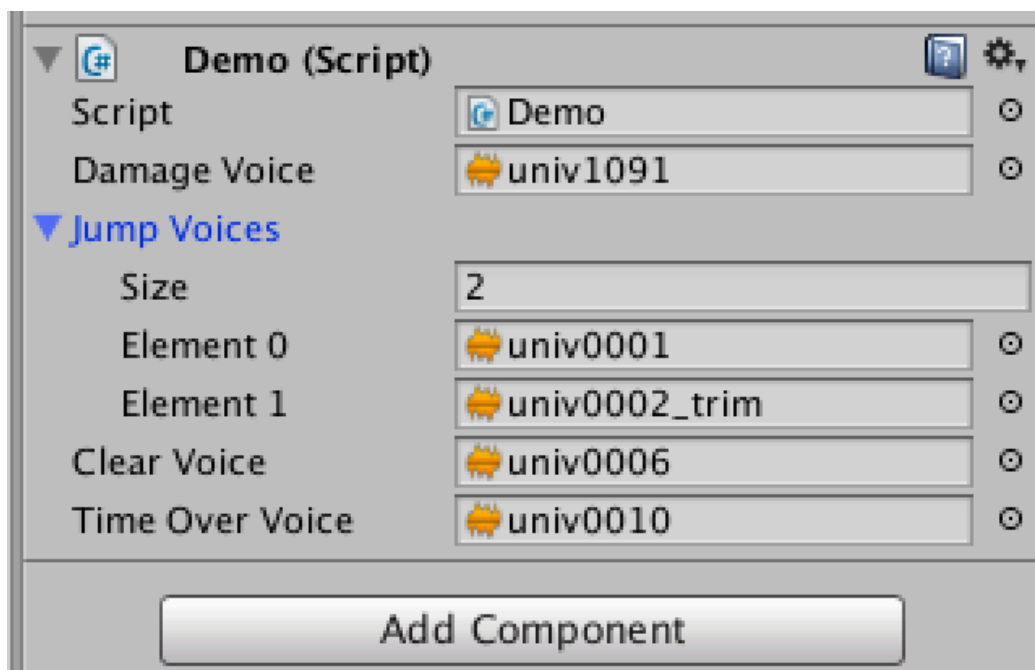 Demo (Script)
Script Demo
Damage Voice univ1091
Jump Voices
Size 2
Element 0 univ0001
Element 1 univ0002_trim
Clear Voice univ0006
Time Over Voice univ0010
Add Component